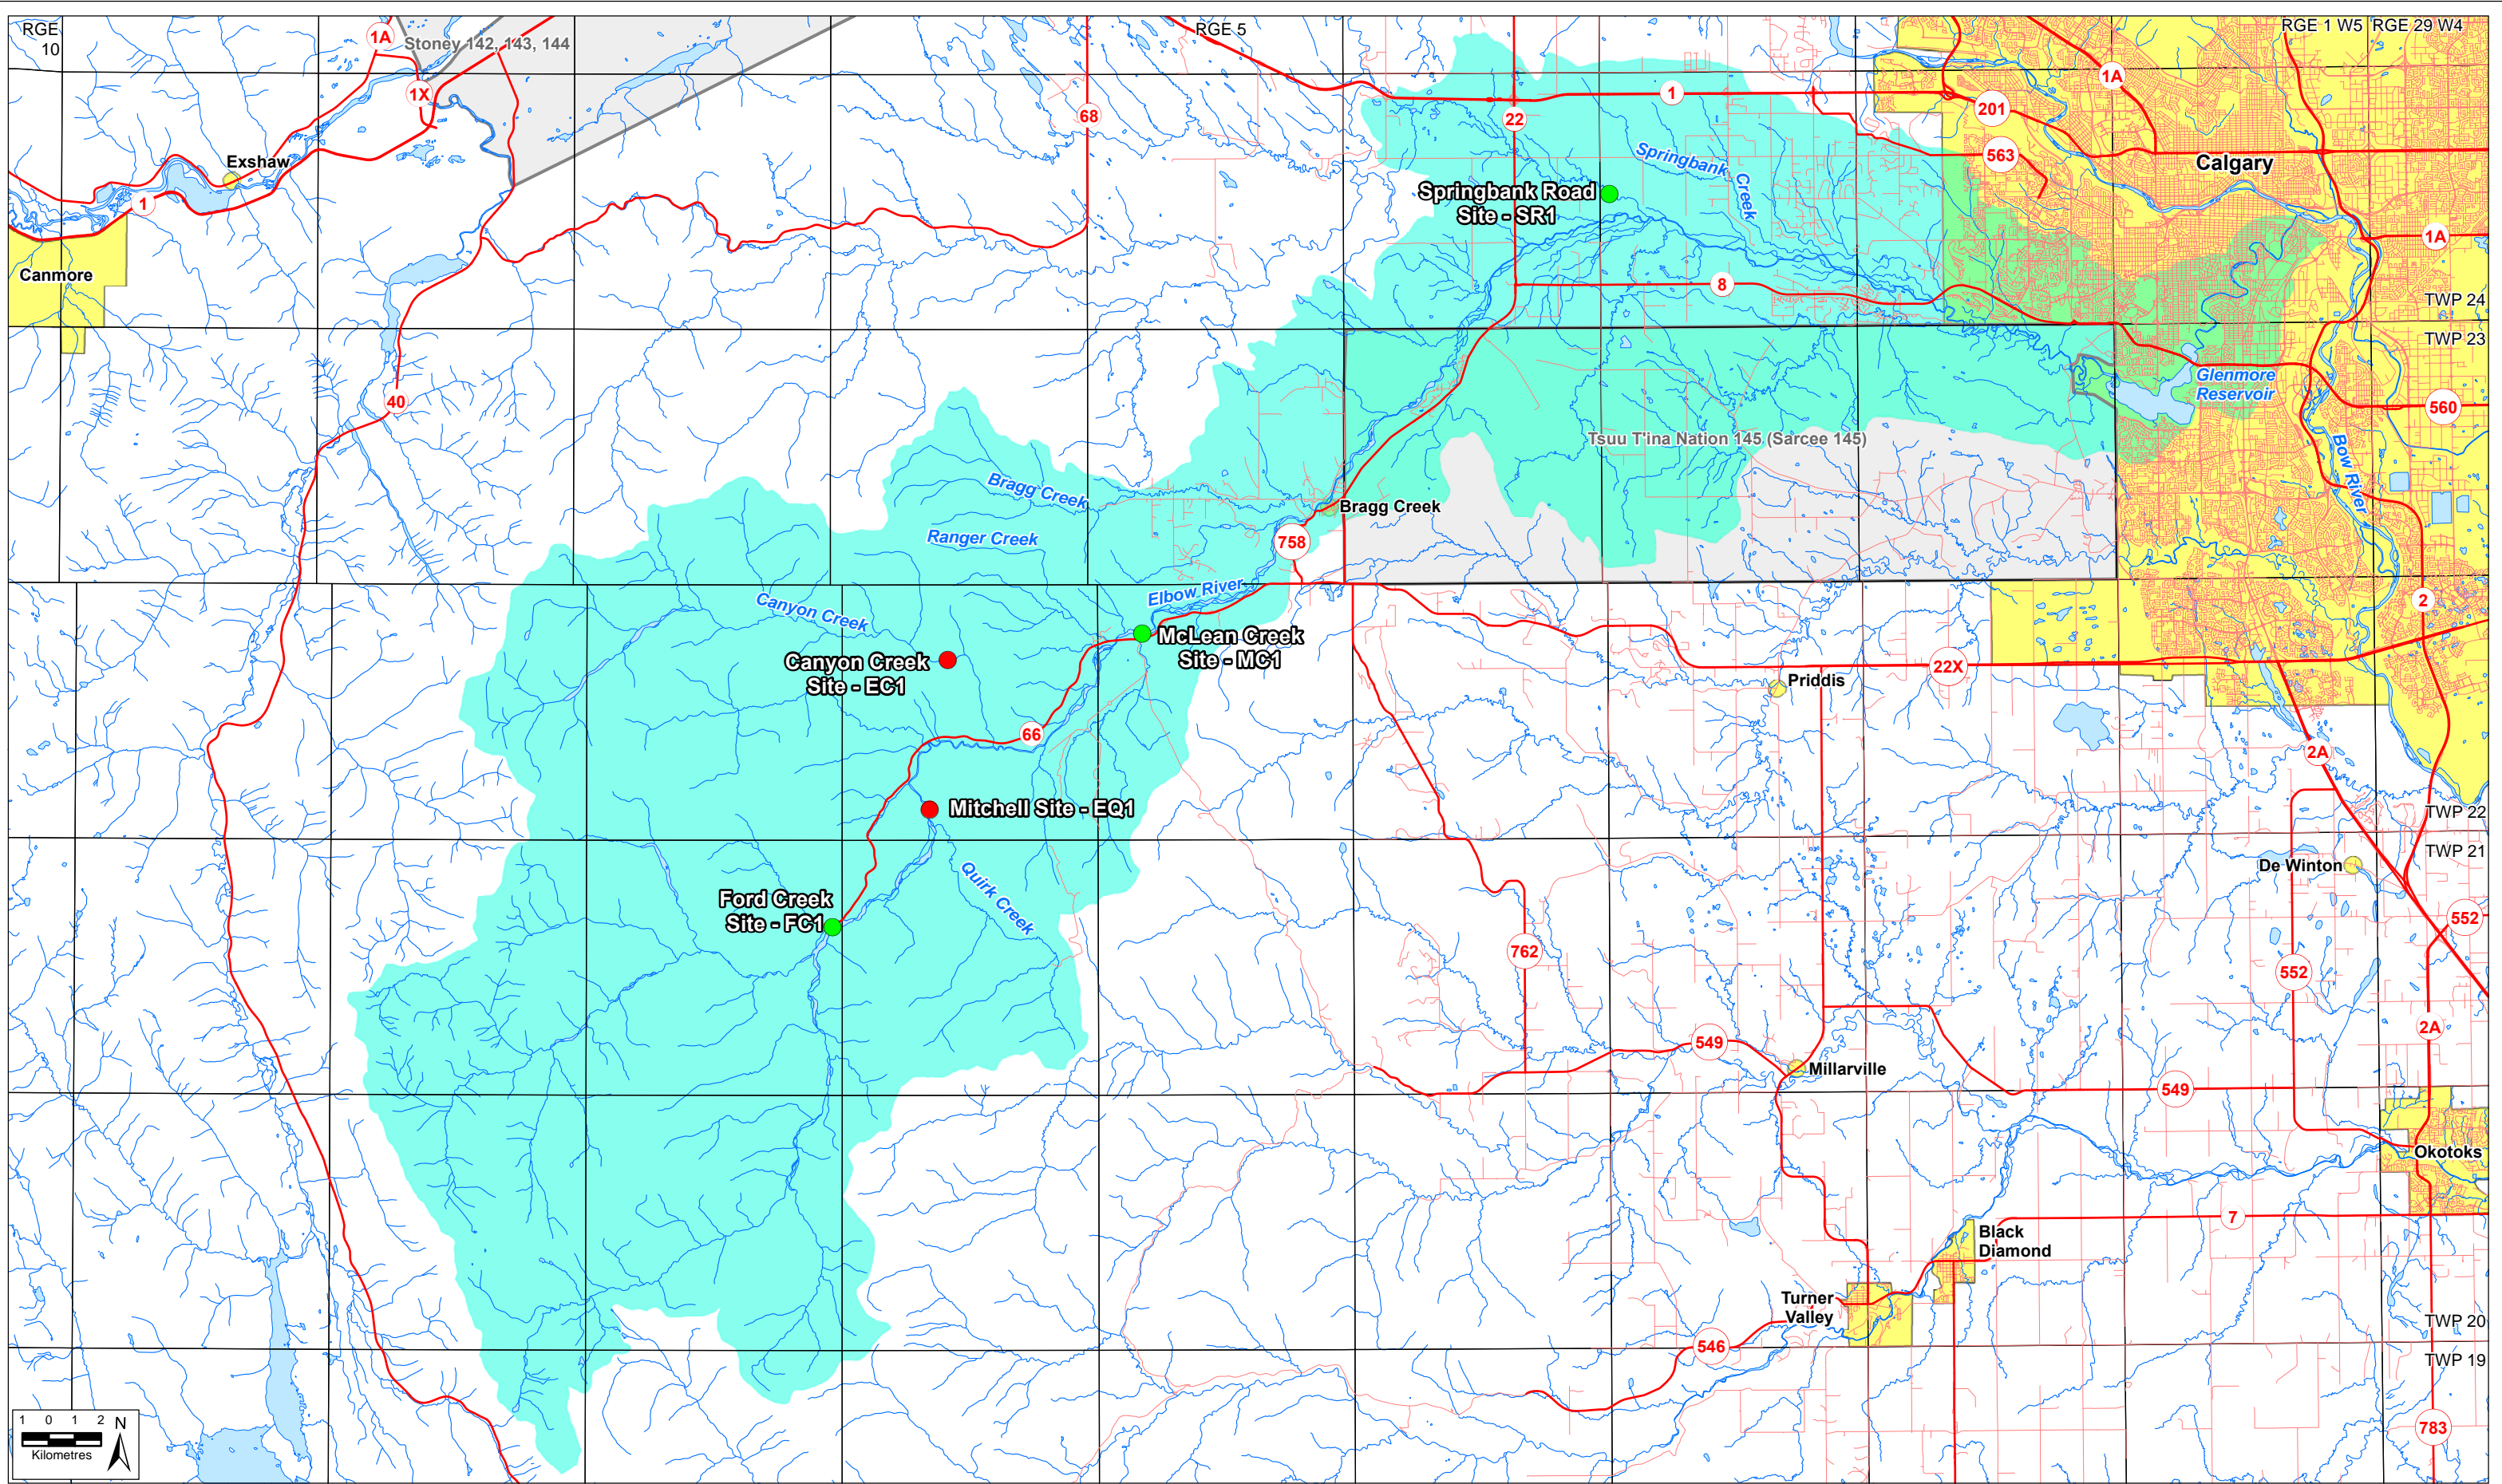 RGE
10
1A
Stoney 142, 143, 144
RGE 5
RGE 1 W5
RGE 29 W4
1X
68
22
1
201
1A
Exshaw
1
563
Calgary
Springbank
Creek
Springbank Road
Site - SR1
1A
Canmore
8
TWP 24
TWP 23
40
Glenmore
Reservoir
560
Tsuu T'ina Nation 145 (Sarcee 145)
Bow River
Bragg Creek
Bragg Creek
Ranger Creek
758
Elbow River
Canyon Creek
2
McLean Creek
Site - MC1
Canyon Creek
Site - EC1
22X
Priddis
66
2A
Mitchell Site - EQ1
TWP 22
TWP 21
De Winton
Quirk Creek
Ford Creek
Site - FC1
552
762
552
2A
549
Millarville
549
Okotoks
7
Black
Diamond
Turner
Valley
TWP 20
546
TWP 19
783
1 0 1 2 N
Kilometres